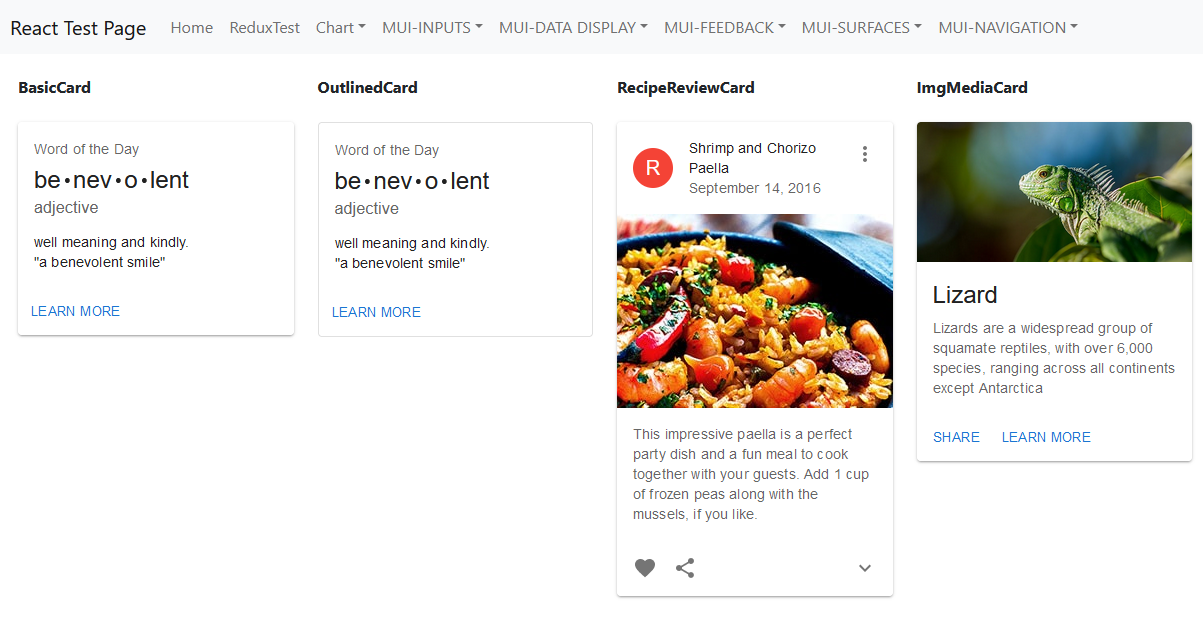 React Test Page Home ReduxTest Chart MUI-INPUTS MUI-DATA DISPLAY MUI-FEEDBACK MUI-SURFACES MUI-NAVIGATION
BasicCard
Word of the Day
be•nev•o•lent
adjective
well meaning and kindly.
"a benevolent smile"
LEARN MORE
OutlinedCard
Word of the Day
be•nev•o•lent
adjective
well meaning and kindly.
"a benevolent smile"
LEARN MORE
RecipeReviewCard
R
Shrimp and Chorizo
Paella
September 14, 2016
This impressive paella is a perfect
party dish and a fun meal to cook
together with your guests. Add 1 cup
of frozen peas along with the
mussels, if you like.
ImgMediaCard
Lizard
Lizards are a widespread group of
squamate reptiles, with over 6,000
species, ranging across all continents
except Antarctica
SHARE LEARN MORE